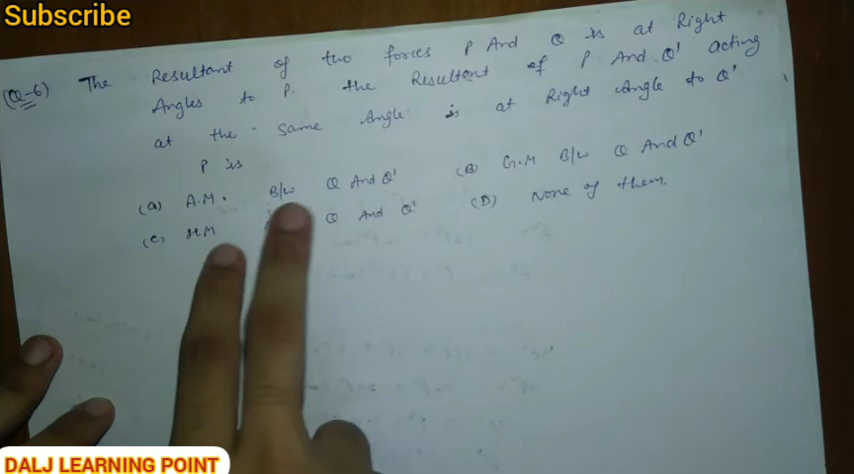 Subscribe
(Q-6) The Resultant of two forces P And Q is at Right
Angles to P. the Resultant of P And Q' acting
at the same Angle is at Right Angle to Q'
P is
(a) A.M. B/w Q And Q' (B) G.M B/w Q And Q'
(c) HM Q And Q' (D) None of them.
DALJ LEARNING POINT